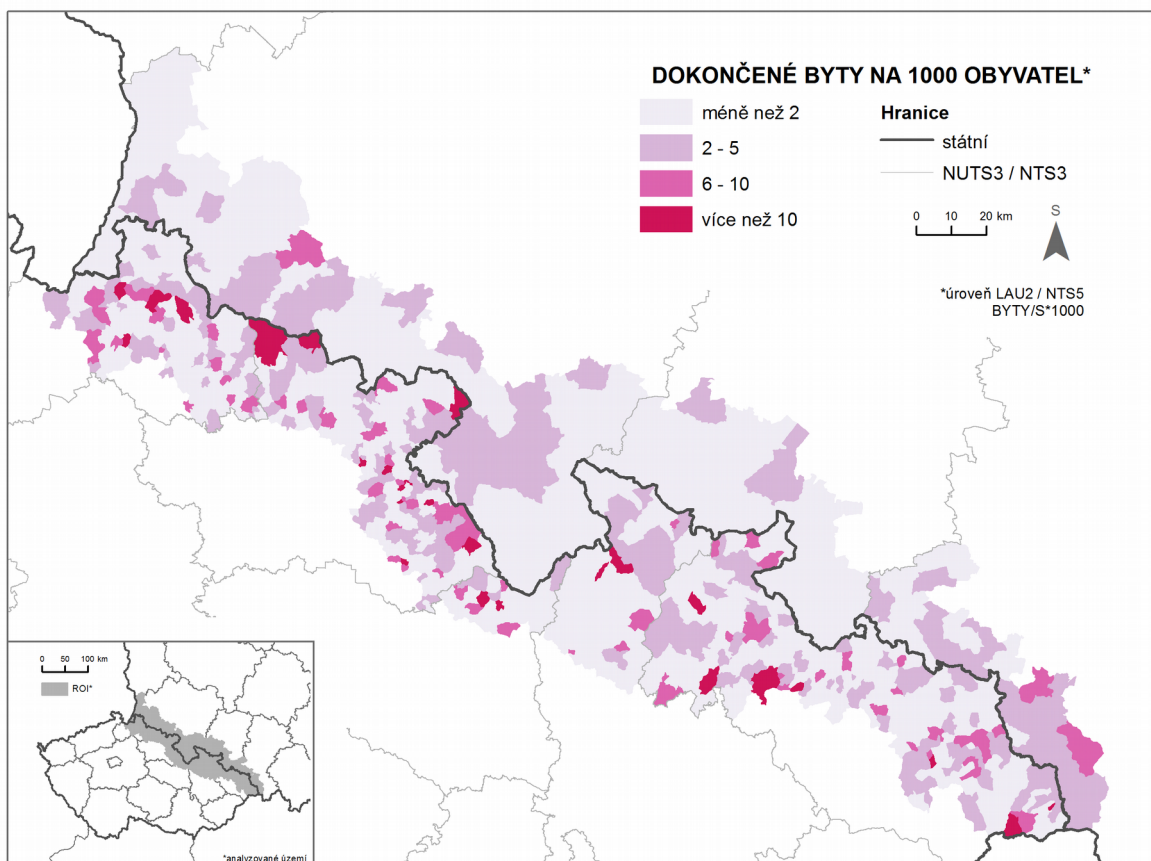 DOKONČENÉ BYTY NA 1000 OBYVATEL*
méně než 2
2 - 5
6 - 10
více než 10
Hranice
státní
NUTS3 / NTS3
0 10 20 km
S
*úroveň LAU2 / NTS5
BYTY/S*1000
0 50 100 km
ROI*
*analyzované území